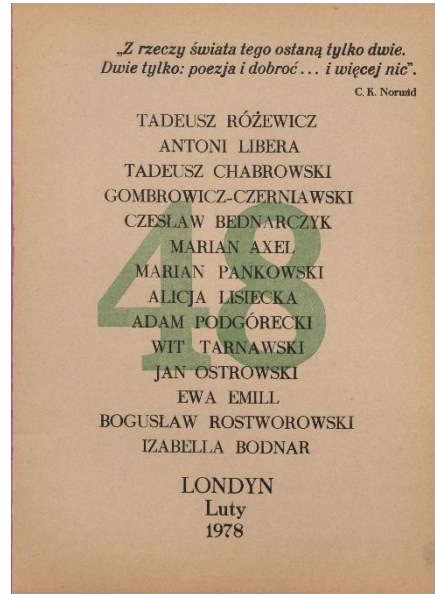 „Z rzeczy świata tego ostaną tylko dwie.
Dwie tylko: poezja i dobroć... i więcej nic”.
C. K. Norwid
TADEUSZ RÓŻEWICZ
ANTONI LIBERA
TADEUSZ CHABROWSKI
GOMBROWICZ-CZERNIAWSKI
CZESŁAW BEDNARCZYK
MARIAN AXEL
MARIAN PANKOWSKI
ALICJA LISIECKA
ADAM PODGÓRECKI
WIT TARNAWSKI
JAN OSTROWSKI
EWA EMILL
BOGUSŁAW ROSTWOROWSKI
IZABELLA BODNAR
48
LONDYN
Luty
1978